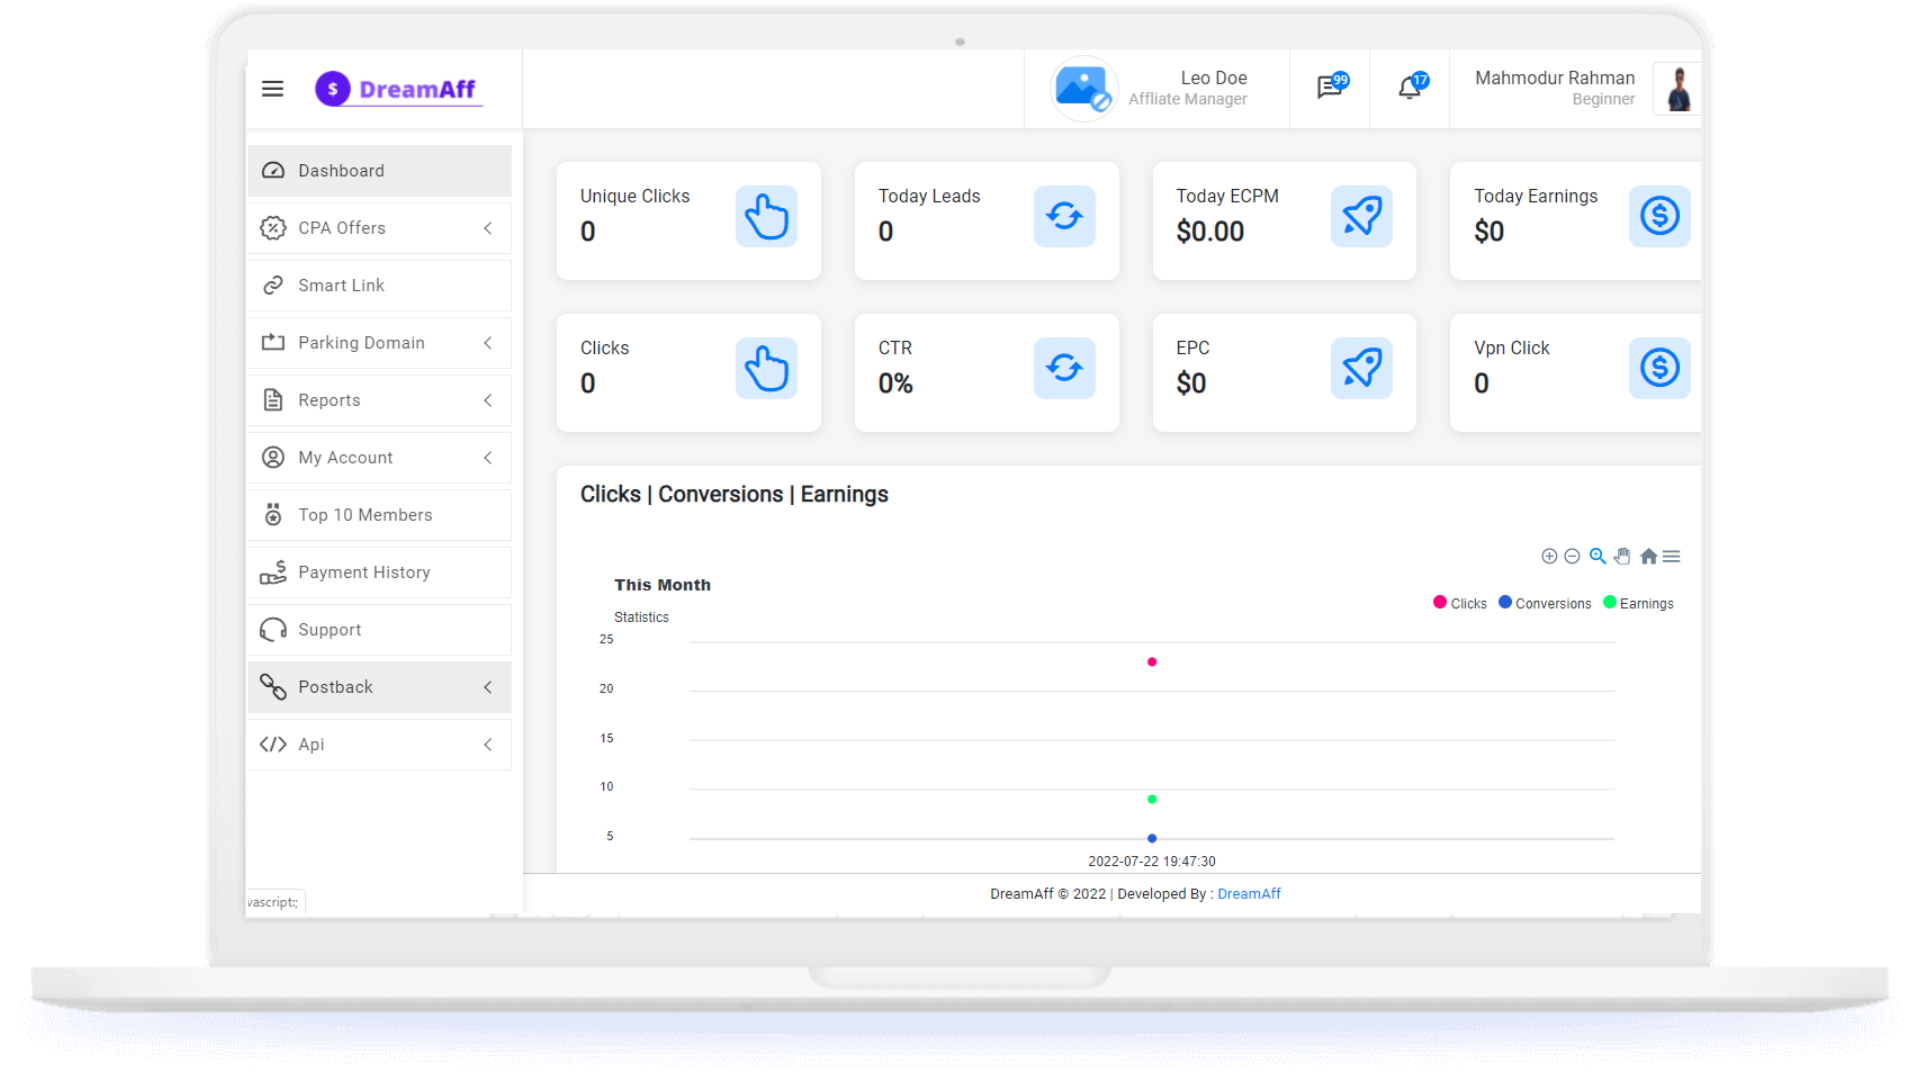 $ DreamAff
Leo Doe
Affliate Manager
99
17
Mahmodur Rahman
Beginner
Dashboard
CPA Offers
Smart Link
Parking Domain
Reports
My Account
Top 10 Members
Payment History
Support
Postback
Api
vascript:;
Unique Clicks
0
Today Leads
0
Today ECPM
$0.00
Today Earnings
$0
Clicks
0
CTR
0%
EPC
$0
Vpn Click
0
Clicks | Conversions | Earnings
This Month
Statistics
Clicks Conversions Earnings
25
20
15
10
5
2022-07-22 19:47:30
DreamAff © 2022 | Developed By : DreamAff